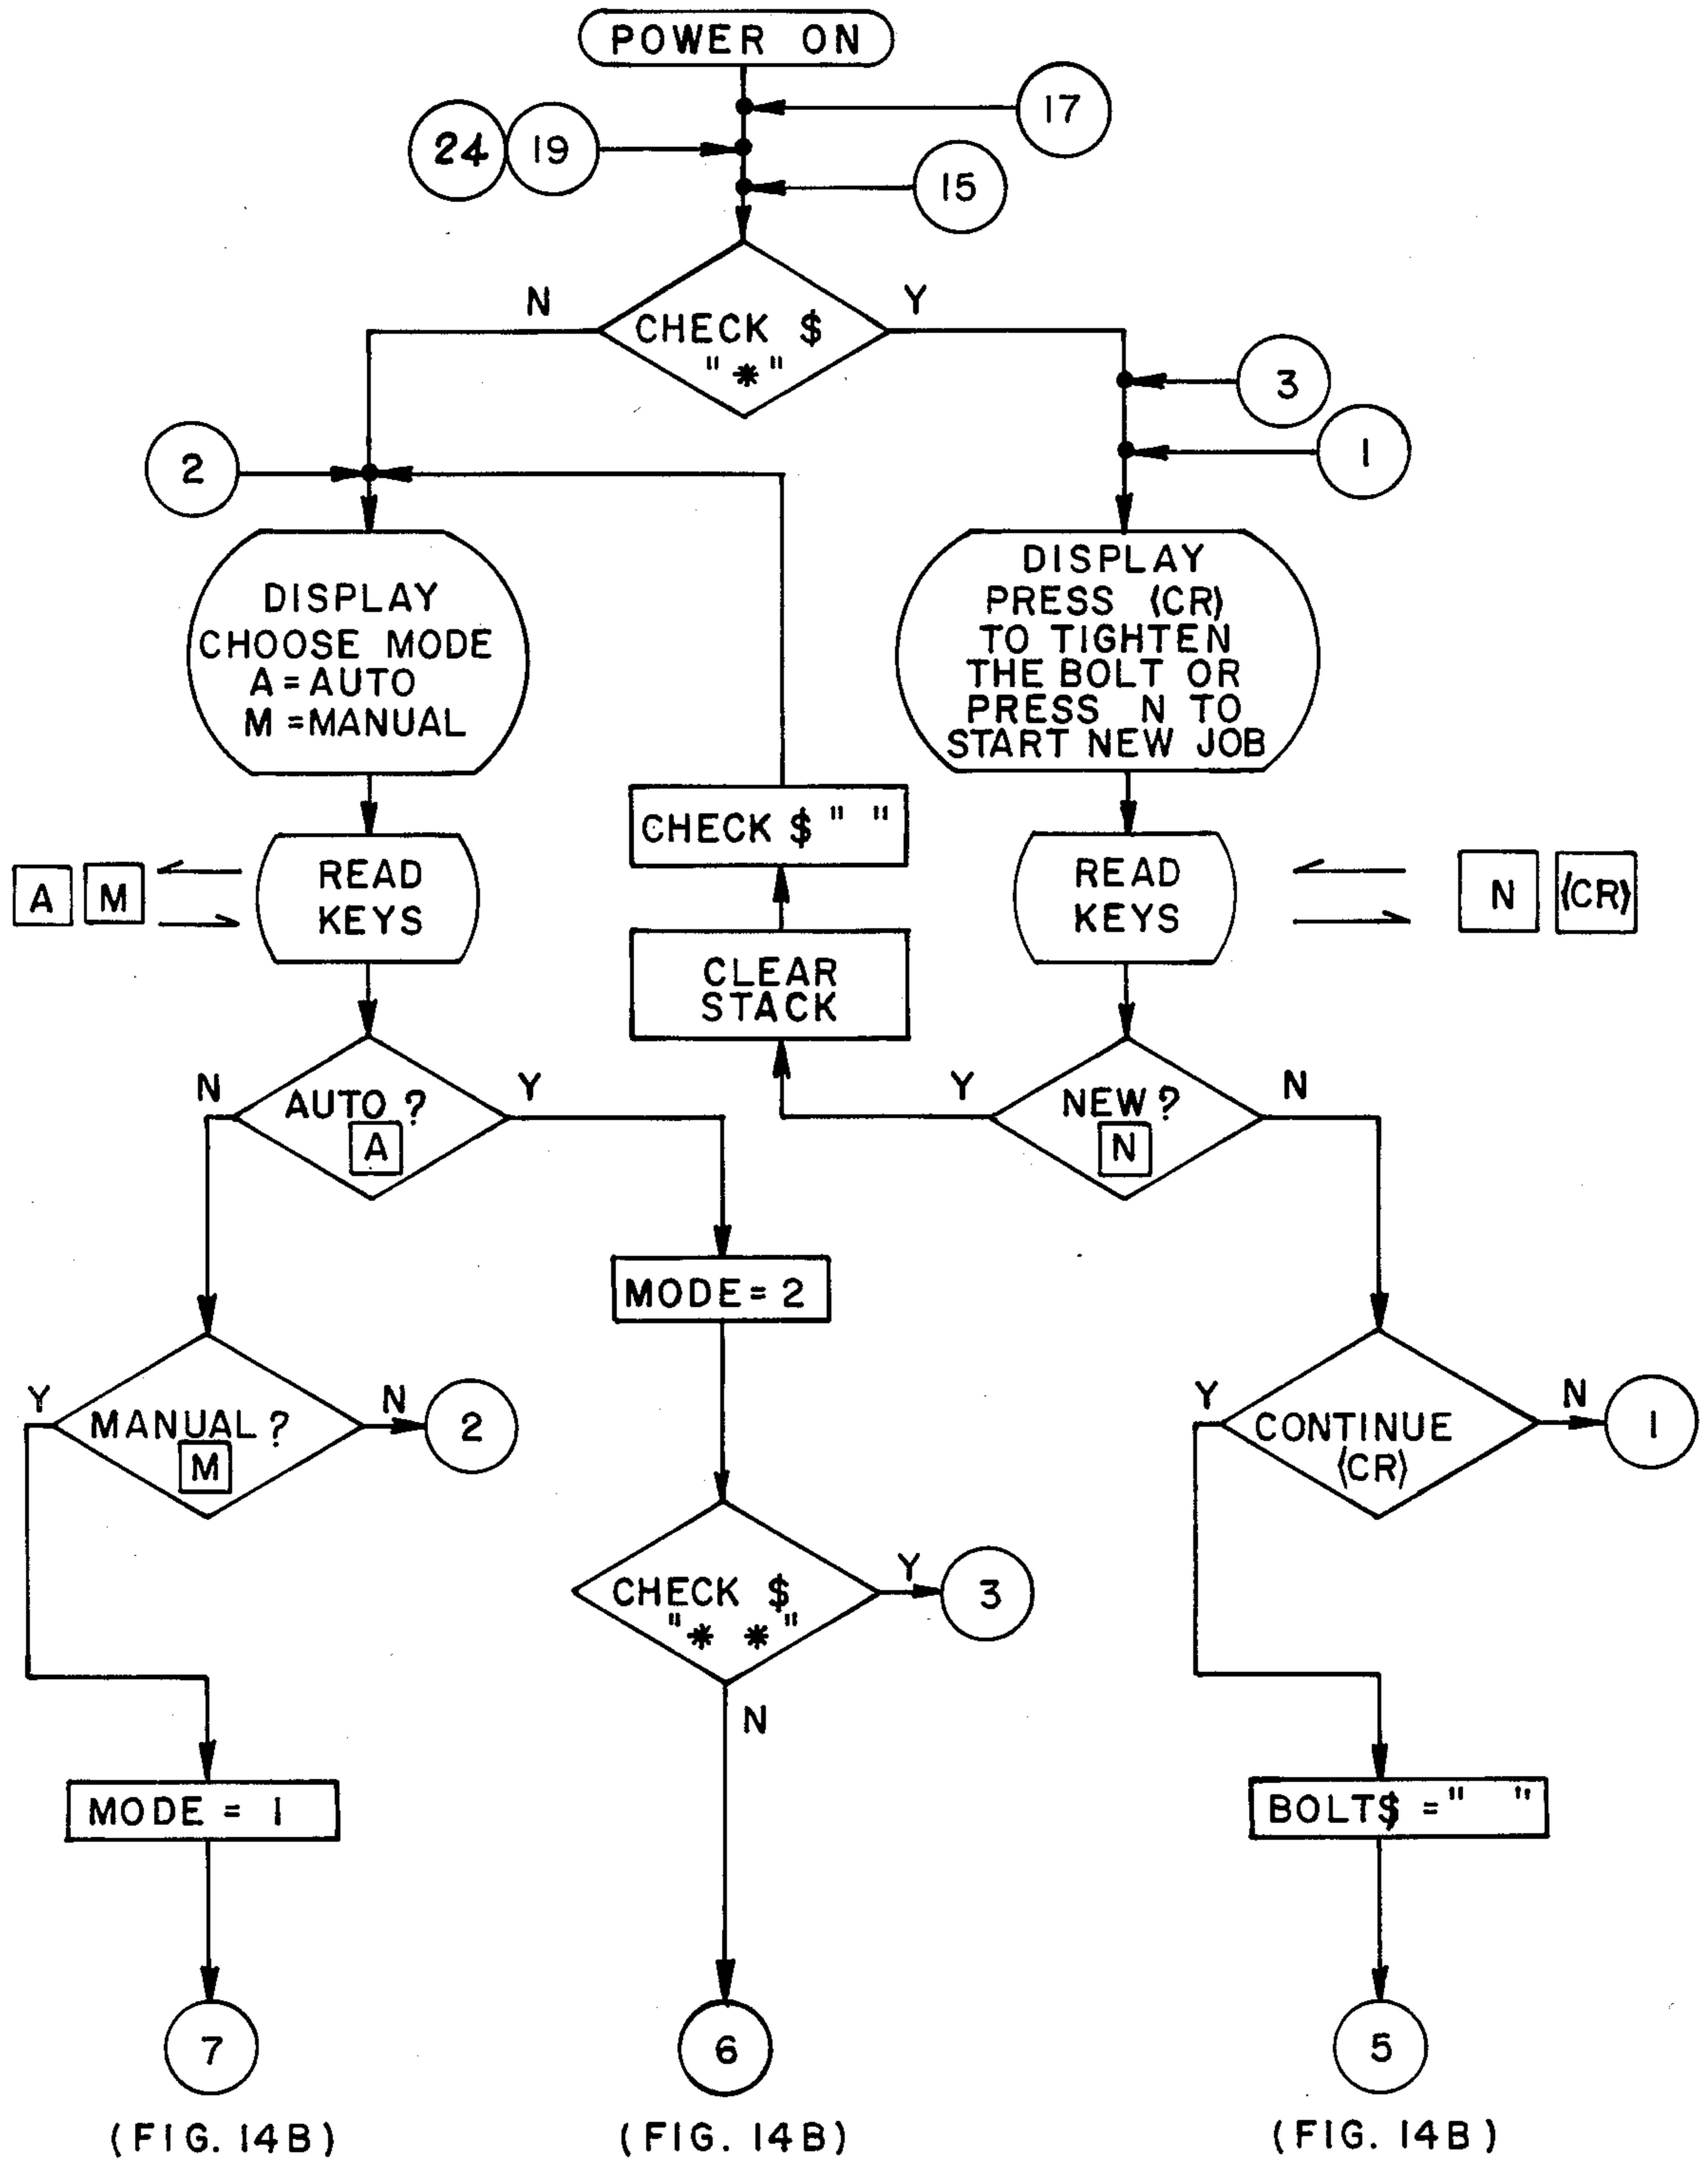 POWER ON
17
24 19
15
N Y
CHECK $
"*"
3
1
2
DISPLAY
CHOOSE MODE
A = AUTO
M = MANUAL
DISPLAY
PRESS ⟨CR⟩
TO TIGHTEN
THE BOLT OR
PRESS N TO
START NEW JOB
CHECK $ " "
A M
READ
KEYS
CLEAR
STACK
READ
KEYS
N ⟨CR⟩
N Y
AUTO ?
A
Y N
NEW ?
N
MODE = 2
Y N
MANUAL ?
M
2
Y N
CONTINUE
⟨CR⟩
1
CHECK $
"* *"
Y
3
N
MODE = 1
BOLT$ = " "
7
6
5
(FIG. 14B)
(FIG. 14B)
(FIG. 14B)